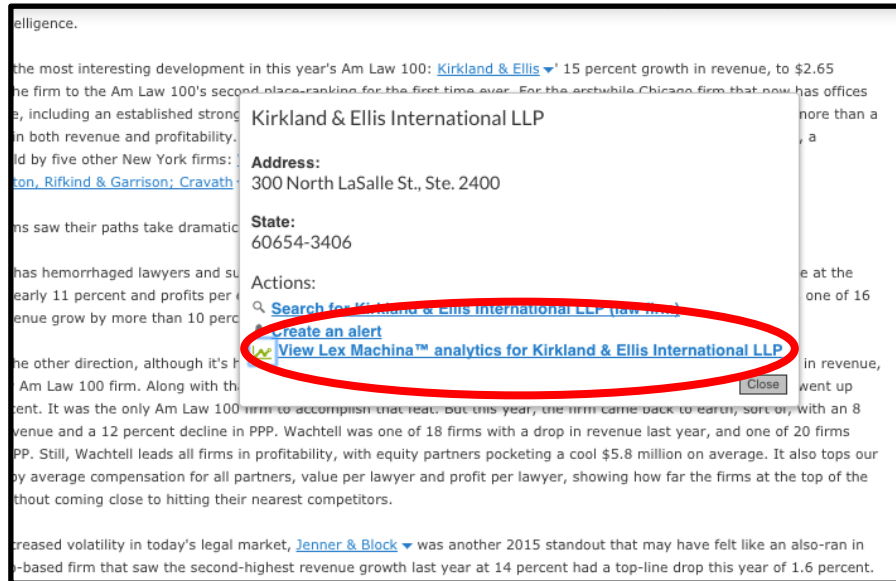 elligence.
the most interesting development in this year's Am Law 100: Kirkland & Ellis ' 15 percent growth in revenue, to $2.65
he firm to the Am Law 100's second place-ranking for the first time ever. For the erstwhile Chicago firm that now has offices
e, including an established strong more than a
in both revenue and profitability. , a
ld by five other New York firms:
ton, Rifkind & Garrison; Cravath
ms saw their paths take dramatic
has hemorrhaged lawyers and su e at the
early 11 percent and profits per one of 16
enue grow by more than 10 perc
he other direction, although it's h in revenue,
Am Law 100 firm. Along with th went up
cent. It was the only Am Law 100 firm to accomplish that feat. But this year, the firm came back to earth, sort of, with an 8
evenue and a 12 percent decline in PPP. Wachtell was one of 18 firms with a drop in revenue last year, and one of 20 firms
PP. Still, Wachtell leads all firms in profitability, with equity partners pocketing a cool $5.8 million on average. It also tops our
by average compensation for all partners, value per lawyer and profit per lawyer, showing how far the firms at the top of the
thout coming close to hitting their nearest competitors.
creased volatility in today's legal market, Jenner & Block was another 2015 standout that may have felt like an also-ran in
o-based firm that saw the second-highest revenue growth last year at 14 percent had a top-line drop this year of 1.6 percent.
Kirkland & Ellis International LLP
Address:
300 North LaSalle St., Ste. 2400
State:
60654-3406
Actions:
Search for Kirkland & Ellis International LLP (law firm)
Create an alert
View Lex Machina™ analytics for Kirkland & Ellis International LLP
Close